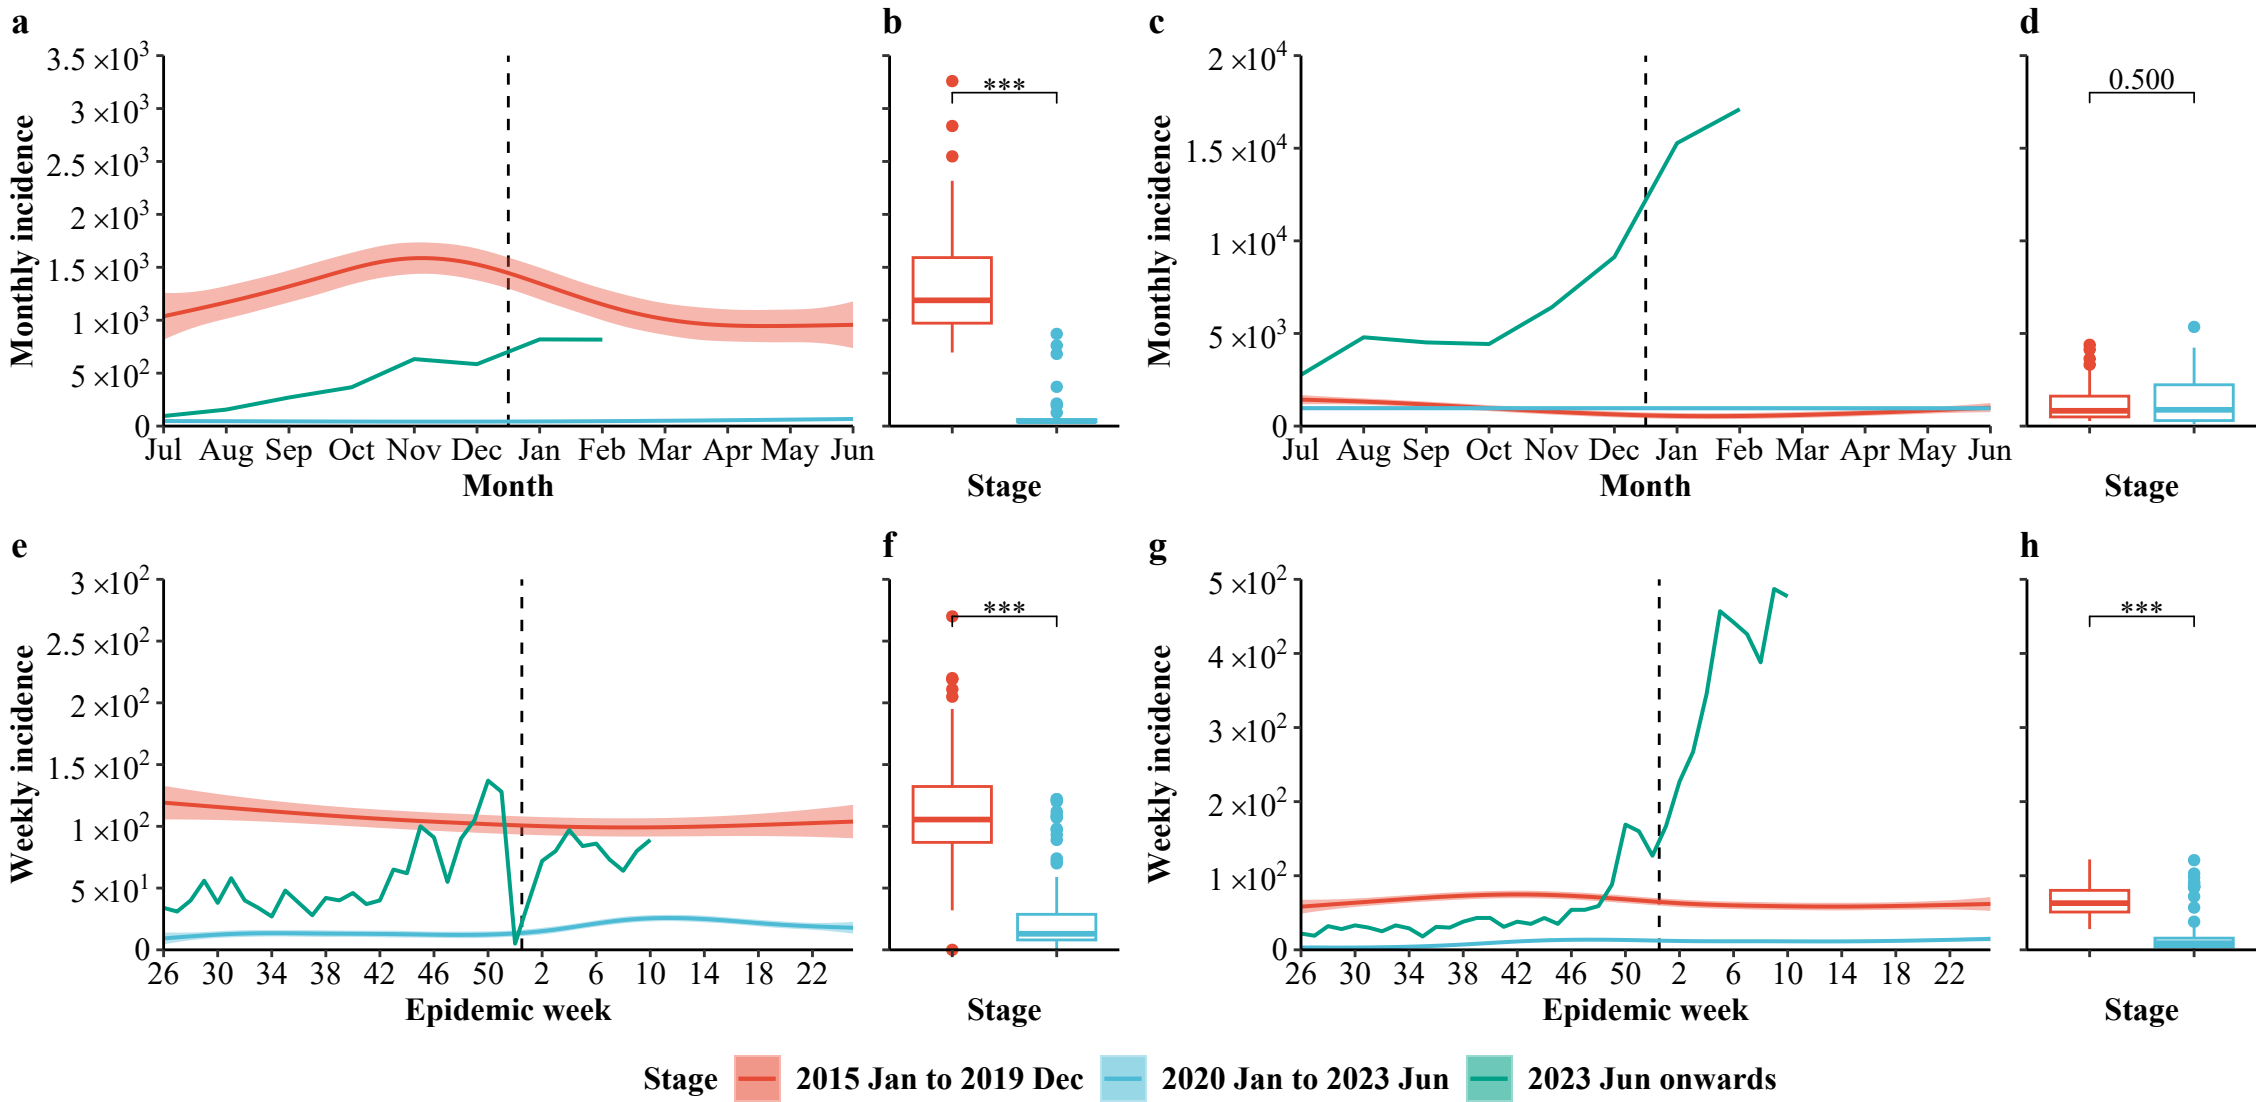 a
Monthly incidence
3.5 ×10³
3 ×10³
2.5 ×10³
2 ×10³
1.5 ×10³
1 ×10³
5 ×10²
0
Jul Aug Sep Oct Nov Dec Jan Feb Mar Apr May Jun
Month
b
***
Stage
c
Monthly incidence
2 ×10⁴
1.5 ×10⁴
1 ×10⁴
5 ×10³
0
Jul Aug Sep Oct Nov Dec Jan Feb Mar Apr May Jun
Month
d
0.500
Stage
e
Weekly incidence
3 ×10²
2.5 ×10²
2 ×10²
1.5 ×10²
1 ×10²
5 ×10¹
0
26 30 34 38 42 46 50 2 6 10 14 18 22
Epidemic week
f
***
Stage
g
Weekly incidence
5 ×10²
4 ×10²
3 ×10²
2 ×10²
1 ×10²
0
26 30 34 38 42 46 50 2 6 10 14 18 22
Epidemic week
h
***
Stage
Stage 2015 Jan to 2019 Dec 2020 Jan to 2023 Jun 2023 Jun onwards